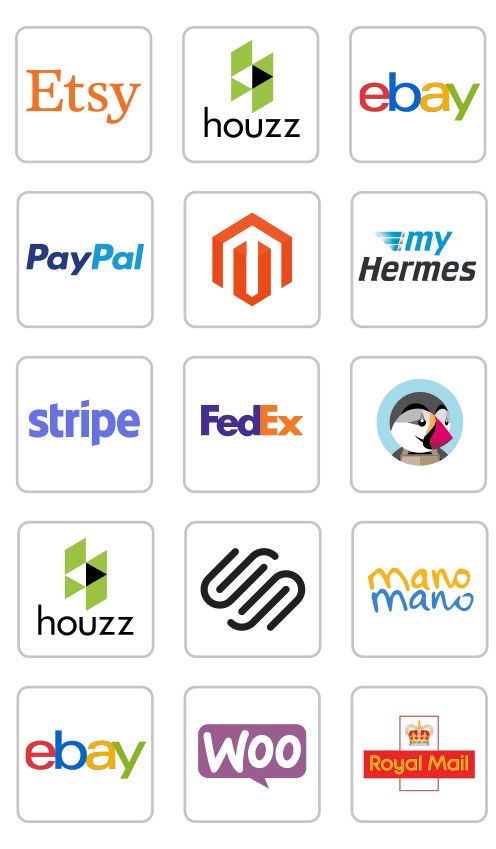 Etsy
houzz
ebay
PayPal
my
Hermes
stripe
FedEx
houzz
mano
mano
ebay
WOO
Royal Mail